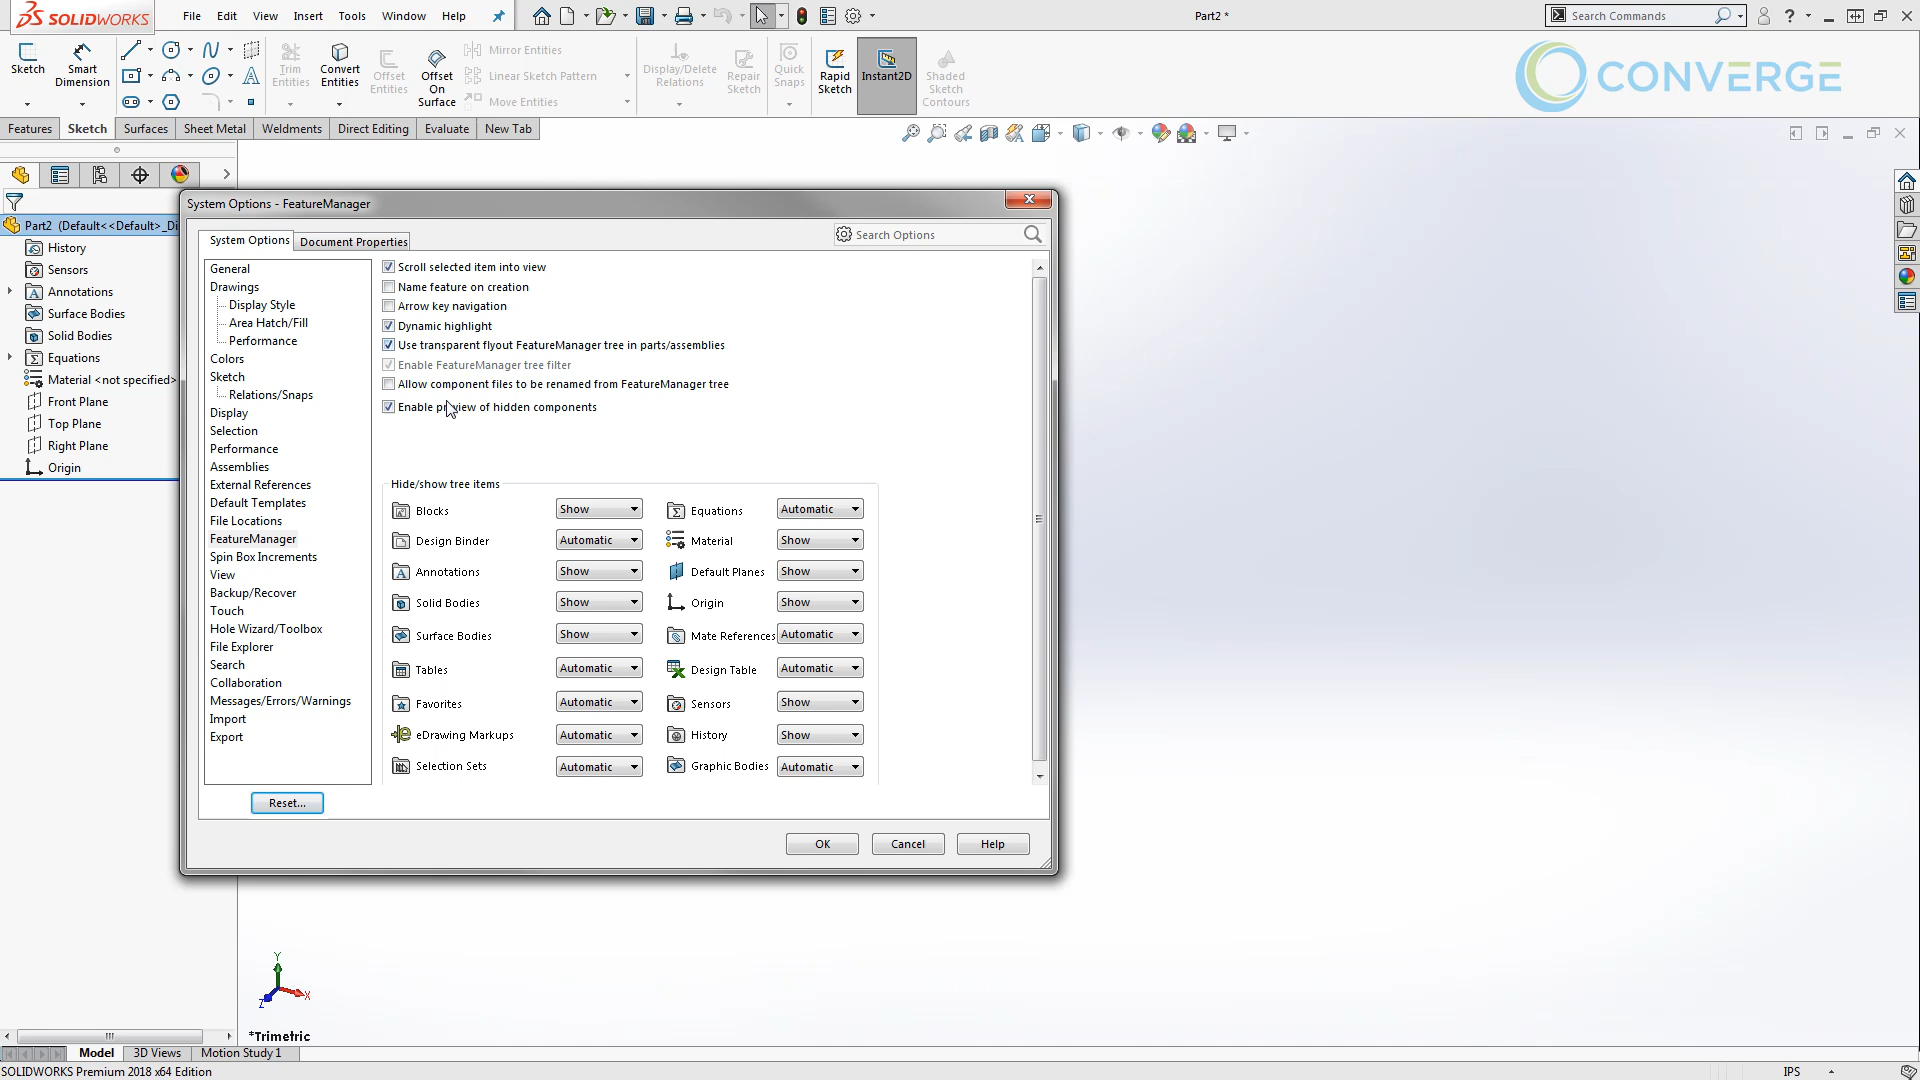 SOLIDWORKS
File Edit View Insert Tools Window Help
Part2 *
Search Commands
Sketch
Smart Dimension
Trim Entities
Convert Entities
Offset Entities
Offset On Surface
Mirror Entities
Linear Sketch Pattern
Move Entities
Display/Delete Relations
Repair Sketch
Quick Snaps
Rapid Sketch
Instant2D
Shaded Sketch Contours
CONVERGE
Features Sketch Surfaces Sheet Metal Weldments Direct Editing Evaluate New Tab
Part2 (Default<<Default>_Di
History
Sensors
Annotations
Surface Bodies
Solid Bodies
Equations
Material <not specified>
Front Plane
Top Plane
Right Plane
Origin
System Options - FeatureManager
System Options Document Properties
Search Options
General
Drawings
Display Style
Area Hatch/Fill
Performance
Colors
Sketch
Relations/Snaps
Display
Selection
Performance
Assemblies
External References
Default Templates
File Locations
FeatureManager
Spin Box Increments
View
Backup/Recover
Touch
Hole Wizard/Toolbox
File Explorer
Search
Collaboration
Messages/Errors/Warnings
Import
Export
Reset...
Scroll selected item into view
Name feature on creation
Arrow key navigation
Dynamic highlight
Use transparent flyout FeatureManager tree in parts/assemblies
Enable FeatureManager tree filter
Allow component files to be renamed from FeatureManager tree
Enable preview of hidden components
Hide/show tree items
Blocks Show Equations Automatic
Design Binder Automatic Material Show
Annotations Show Default Planes Show
Solid Bodies Show Origin Show
Surface Bodies Show Mate References Automatic
Tables Automatic Design Table Automatic
Favorites Automatic Sensors Show
eDrawing Markups Automatic History Show
Selection Sets Automatic Graphic Bodies Automatic
OK Cancel Help
Y
X
Z
*Trimetric
Model 3D Views Motion Study 1
SOLIDWORKS Premium 2018 x64 Edition
IPS